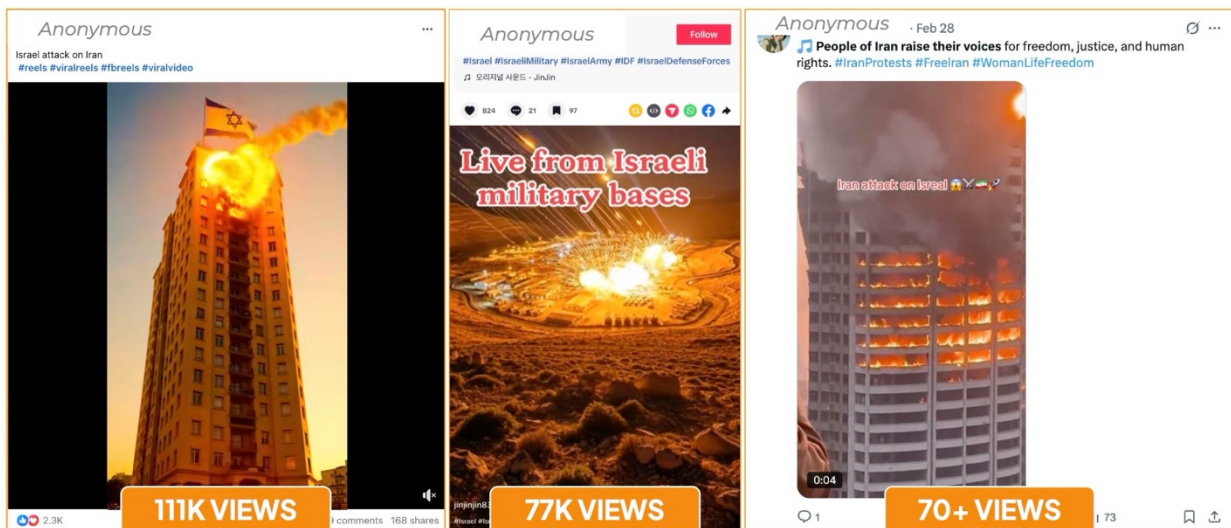 Anonymous
Israel attack on Iran
#reels #viralreels #fbreels #viralvideo
2.3K
comments 168 shares
111K VIEWS
Anonymous
Follow
#Israel #IsraeliMilitary #IsraelArmy #IDF #IsraelDefenseForces
오리지널 사운드 - JinJin
824 21 97
Live from Israeli
military bases
77K VIEWS
Anonymous · Feb 28
People of Iran raise their voices for freedom, justice, and human
rights. #IranProtests #FreeIran #WomanLifeFreedom
Iran attack on Isreal
0:04
70+ VIEWS
1
73